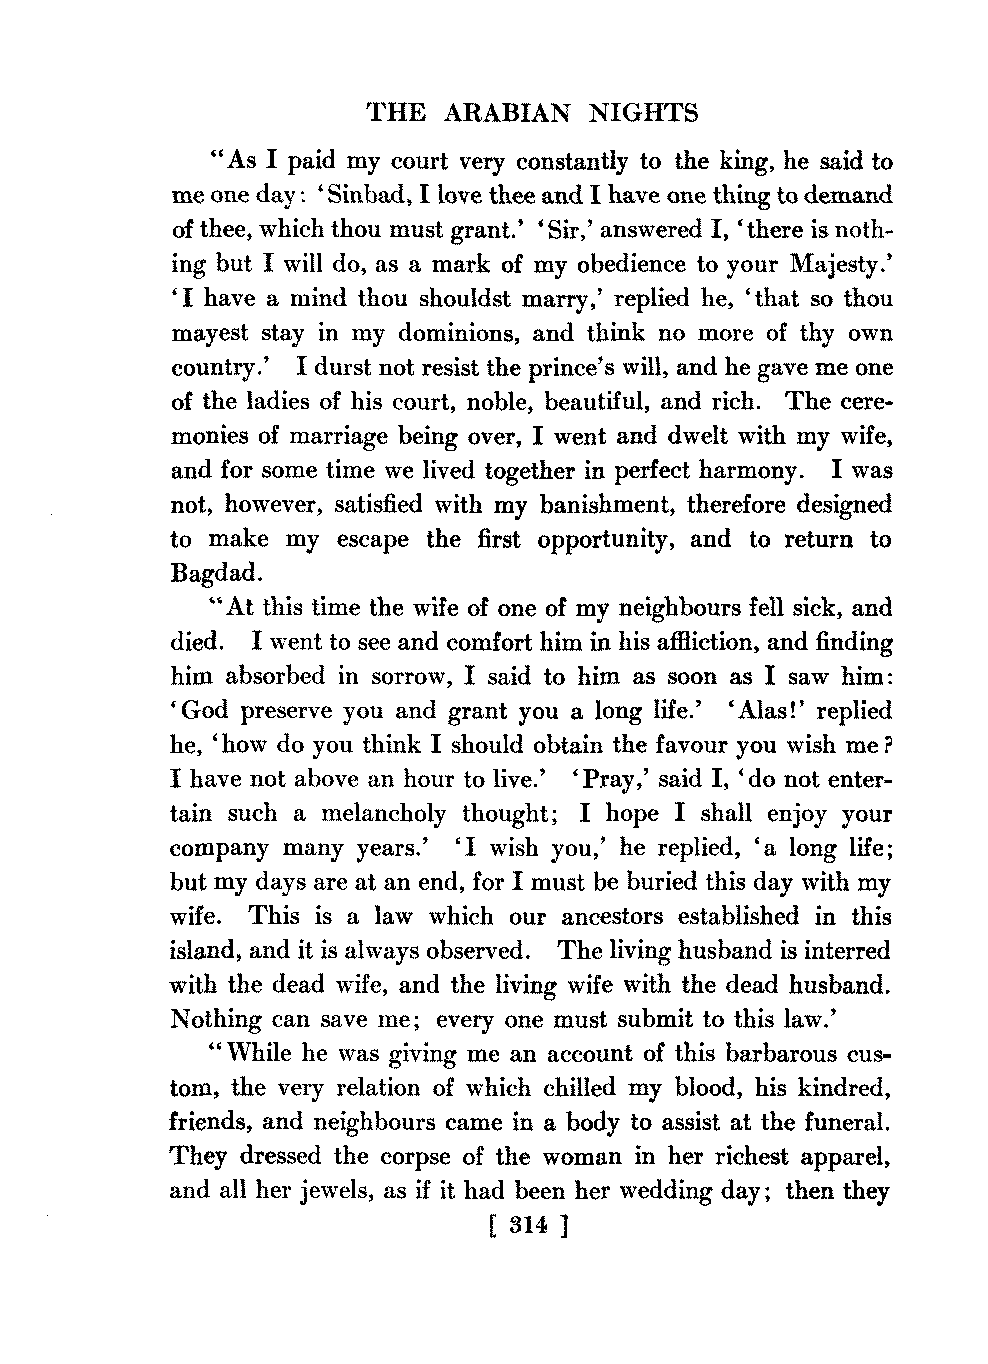 THE ARABIAN NIGHTS
“As I paid my court very constantly to the king, he said to
me one day: ‘Sinbad, I love thee and I have one thing to demand
of thee, which thou must grant.’ ‘Sir,’ answered I, ‘there is noth-
ing but I will do, as a mark of my obedience to your Majesty.’
‘I have a mind thou shouldst marry,’ replied he, ‘that so thou
mayest stay in my dominions, and think no more of thy own
country.’ I durst not resist the prince’s will, and he gave me one
of the ladies of his court, noble, beautiful, and rich. The cere-
monies of marriage being over, I went and dwelt with my wife,
and for some time we lived together in perfect harmony. I was
not, however, satisfied with my banishment, therefore designed
to make my escape the first opportunity, and to return to
Bagdad.
“At this time the wife of one of my neighbours fell sick, and
died. I went to see and comfort him in his affliction, and finding
him absorbed in sorrow, I said to him as soon as I saw him:
‘God preserve you and grant you a long life.’ ‘Alas!’ replied
he, ‘how do you think I should obtain the favour you wish me?
I have not above an hour to live.’ ‘Pray,’ said I, ‘do not enter-
tain such a melancholy thought; I hope I shall enjoy your
company many years.’ ‘I wish you,’ he replied, ‘a long life;
but my days are at an end, for I must be buried this day with my
wife. This is a law which our ancestors established in this
island, and it is always observed. The living husband is interred
with the dead wife, and the living wife with the dead husband.
Nothing can save me; every one must submit to this law.’
“While he was giving me an account of this barbarous cus-
tom, the very relation of which chilled my blood, his kindred,
friends, and neighbours came in a body to assist at the funeral.
They dressed the corpse of the woman in her richest apparel,
and all her jewels, as if it had been her wedding day; then they
[ 314 ]